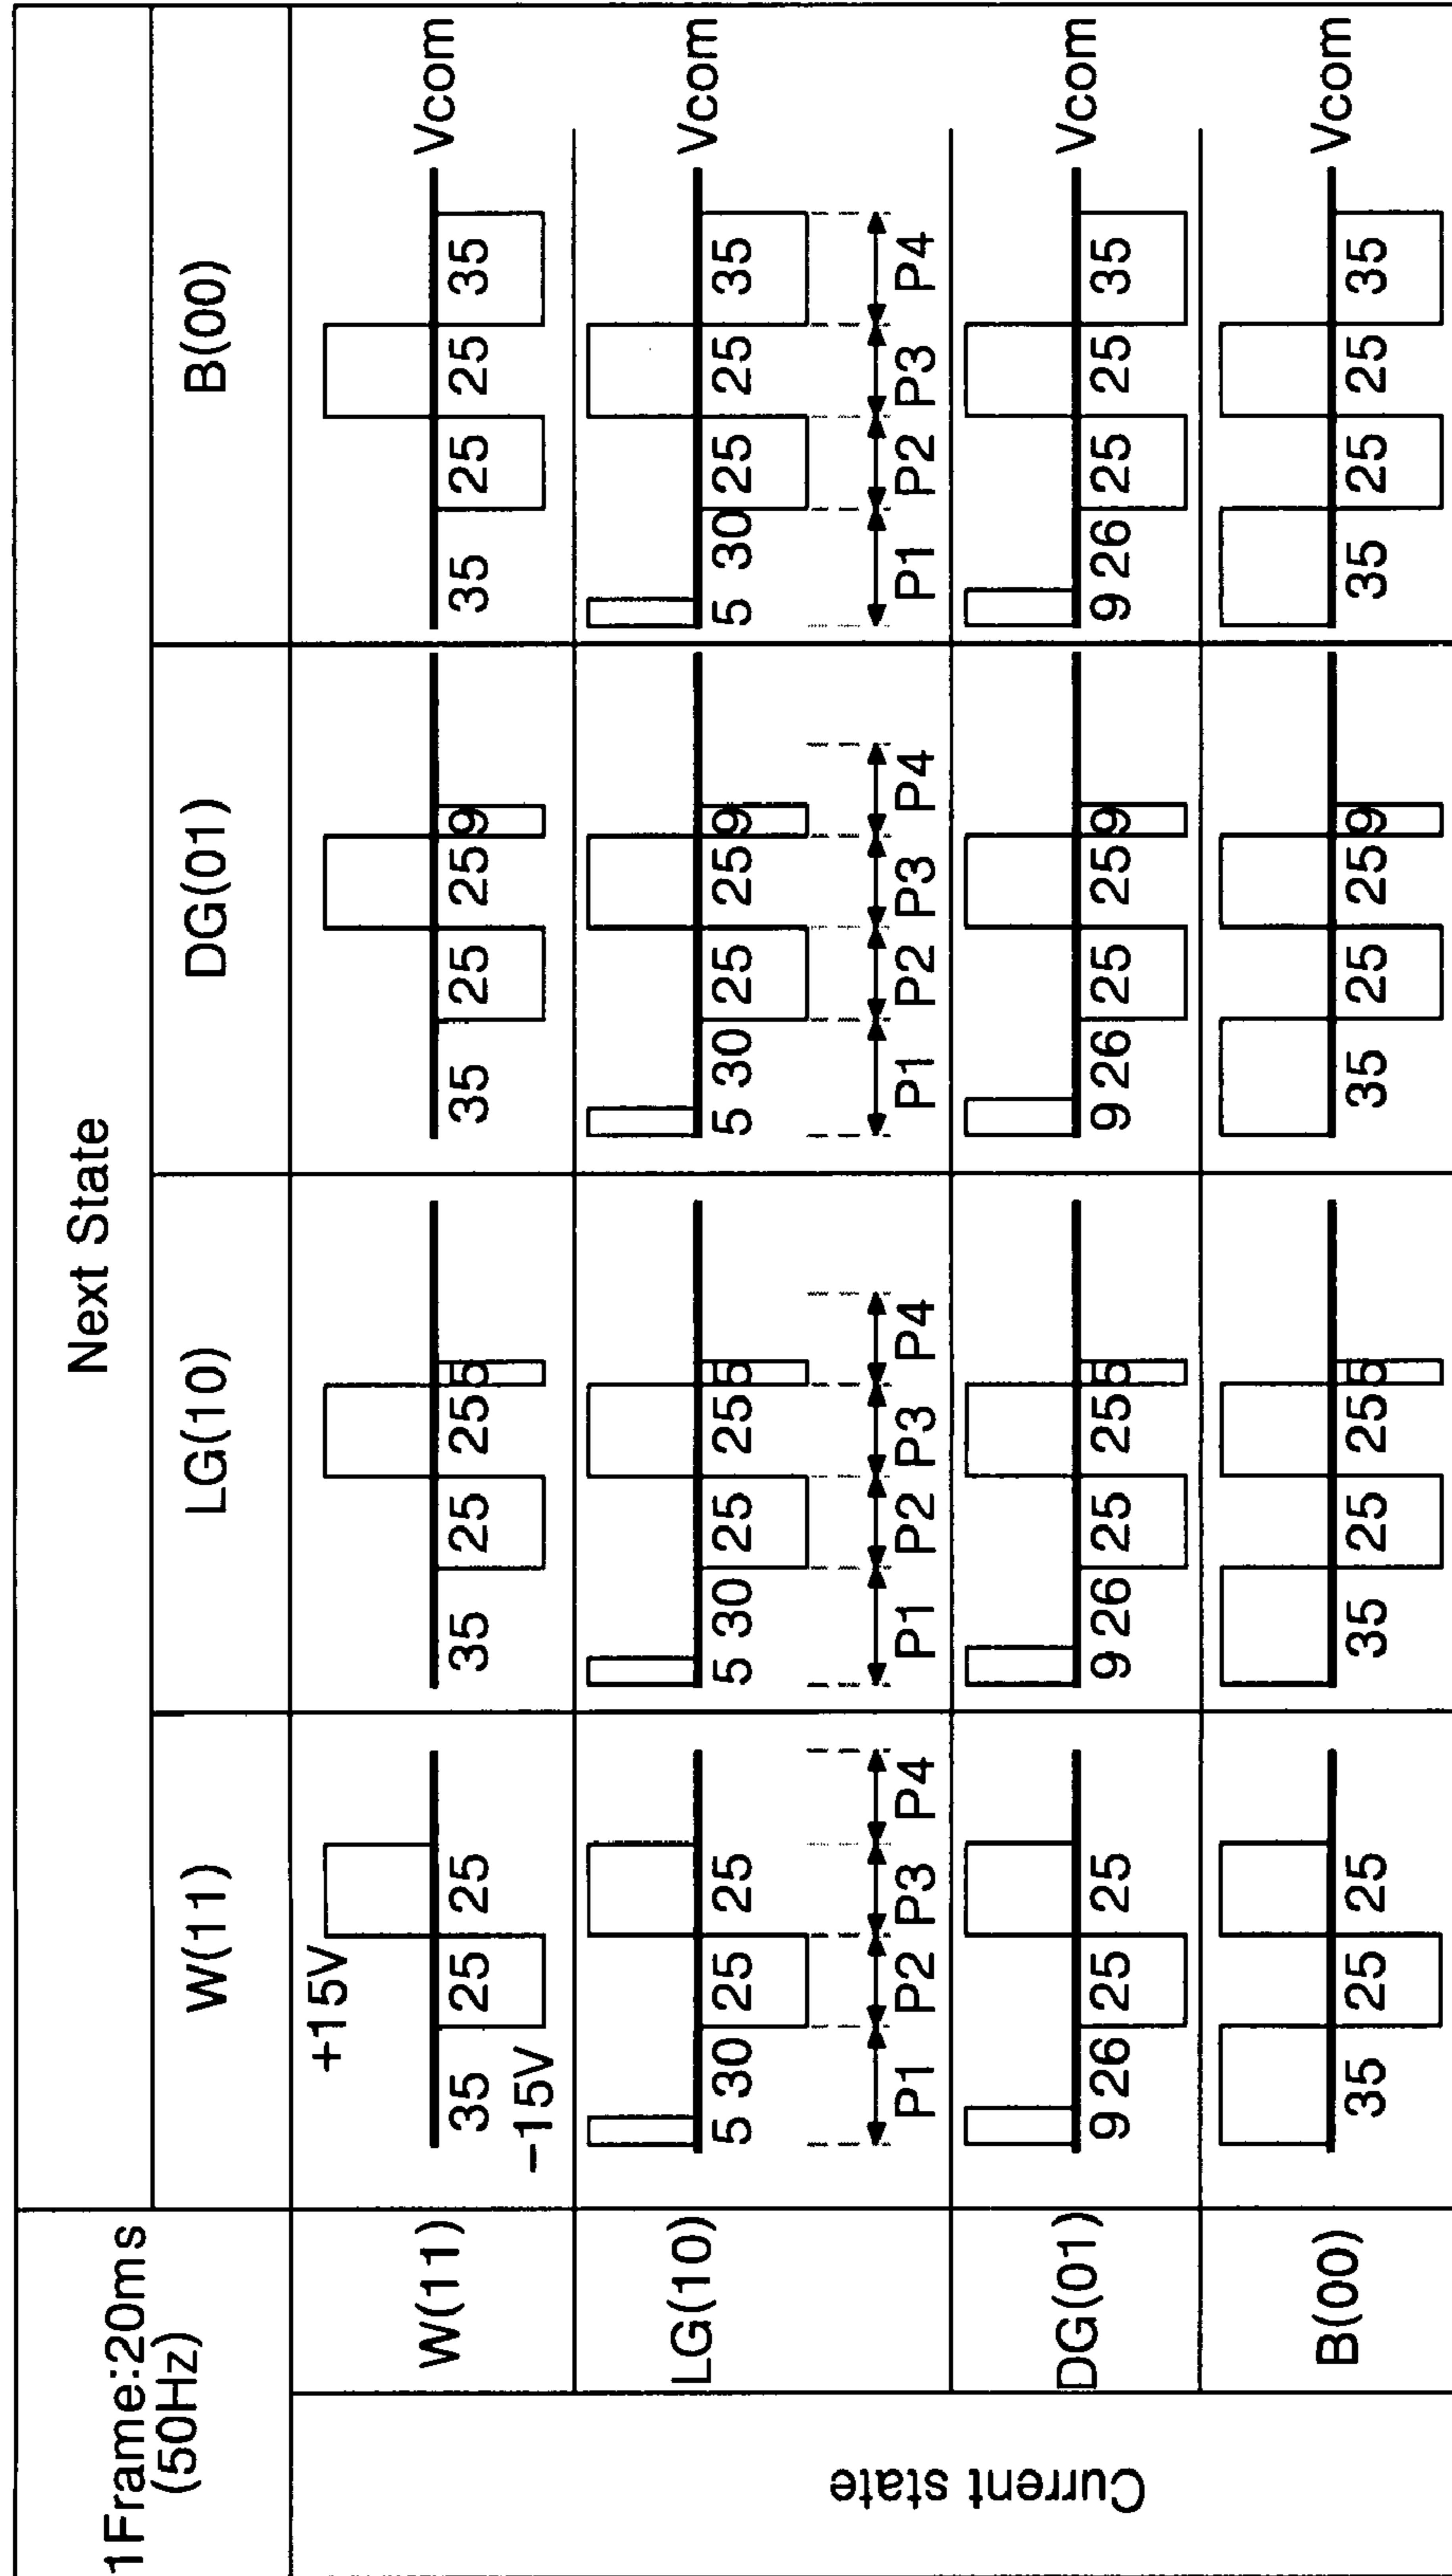 1Frame:20ms
(50Hz)
Next State
W(11)
LG(10)
DG(01)
B(00)
Current state
W(11)
+15V
-15V
35 25 25
35 25 25 5
35 25 25 9
35 25 25 35
Vcom
LG(10)
5 30 25 25
5 30 25 25 5
5 30 25 25 9
5 30 25 25 35
Vcom
P1 P2 P3 P4
P1 P2 P3 P4
P1 P2 P3 P4
P1 P2 P3 P4
DG(01)
9 26 25 25
9 26 25 25 5
9 26 25 25 9
9 26 25 25 35
Vcom
B(00)
35 25 25
35 25 25 5
35 25 25 9
35 25 25 35
Vcom